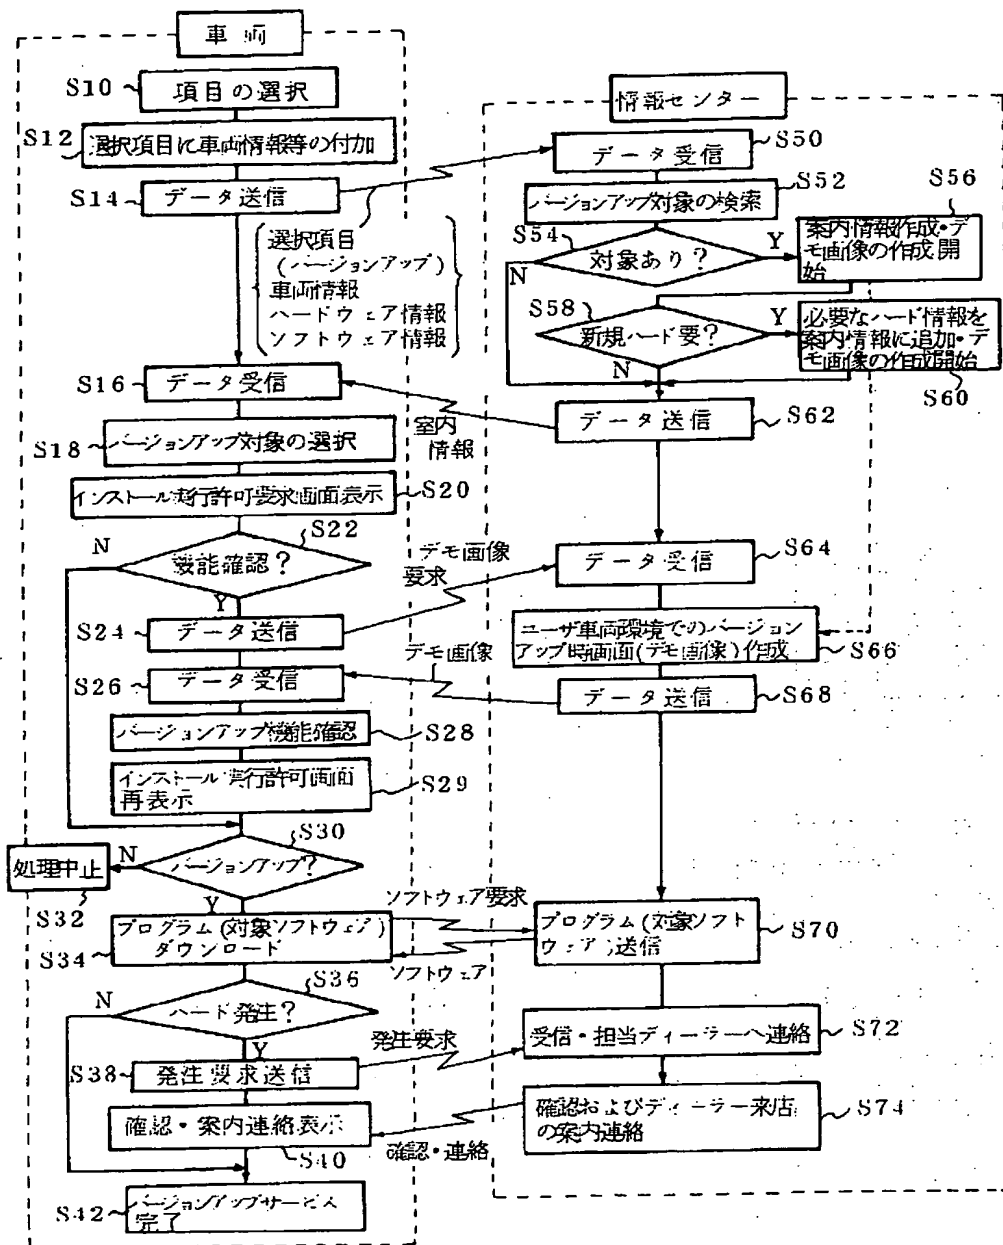 車両
S10
項目の選択
S12
選択項目に車両情報等の付加
S14
データ送信
選択項目
(バージョンアップ)
車両情報
ハードウェア情報
ソフトウェア情報
S16
データ受信
室内
情報
S18
バージョンアップ対象の選択
インストール実行許可要求画面表示
S20
S22
N
機能確認?
Y
デモ画像
要求
S24
データ送信
デモ画像
S26
データ受信
バージョンアップ機能確認
S28
インストール実行許可画面
再表示
S29
S30
N
バージョンアップ?
Y
処理中止
S32
ソフトウェア要求
プログラム(対象ソフトウェア)
ダウンロード
S34
ソフトウェア
S36
N
ハード発注?
Y
発注要求
S38
発注要求送信
確認・案内連絡表示
S40
確認・連絡
S42
バージョンアップサービス
完了
情報センター
S50
データ受信
S52
バージョンアップ対象の検索
S54
対象あり?
Y
N
S56
案内情報作成・デ
モ画像の作成開
始
S58
新規ハード要?
Y
N
必要なハード情報を
案内情報に追加・デ
モ画像の作成開始
S60
データ送信
S62
データ受信
S64
ユーザ車両環境でのバージョン
アップ時画面(デモ画像)作成
S66
データ送信
S68
プログラム(対象ソフト
ウェア)送信
S70
受信・担当ディーラーへ連絡
S72
確認およびディーラー来店
の案内連絡
S74